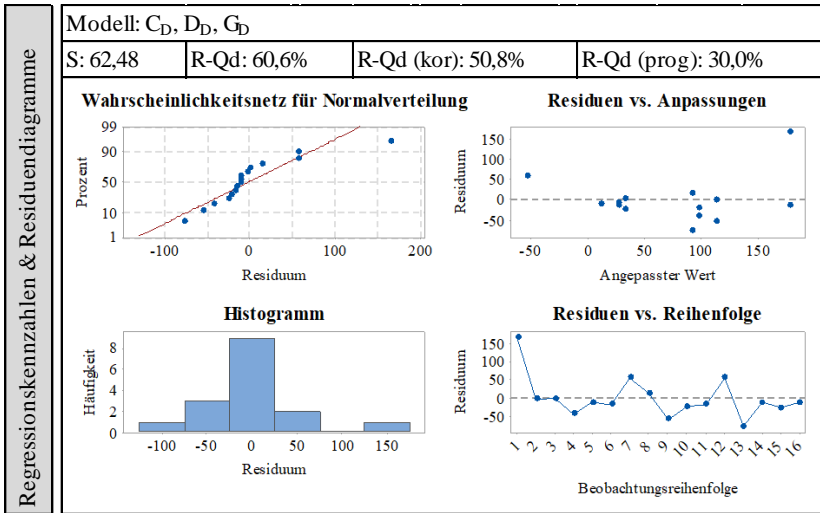 Regressionskennzahlen & Residuendiagramme
Modell: C_D, D_D, G_D
S: 62,48 R-Qd: 60,6% R-Qd (kor): 50,8% R-Qd (prog): 30,0%
Wahrscheinlichkeitsnetz für Normalverteilung
99
90
50
10
1
Prozent
-100 0 100 200
Residuum
Residuen vs. Anpassungen
150
100
50
0
-50
Residuum
-50 0 50 100 150
Angepasster Wert
Histogramm
8
6
4
2
0
Häufigkeit
-100 -50 0 50 100 150
Residuum
Residuen vs. Reihenfolge
150
100
50
0
-50
Residuum
1 2 3 4 5 6 7 8 9 10 11 12 13 14 15 16
Beobachtungsreihenfolge